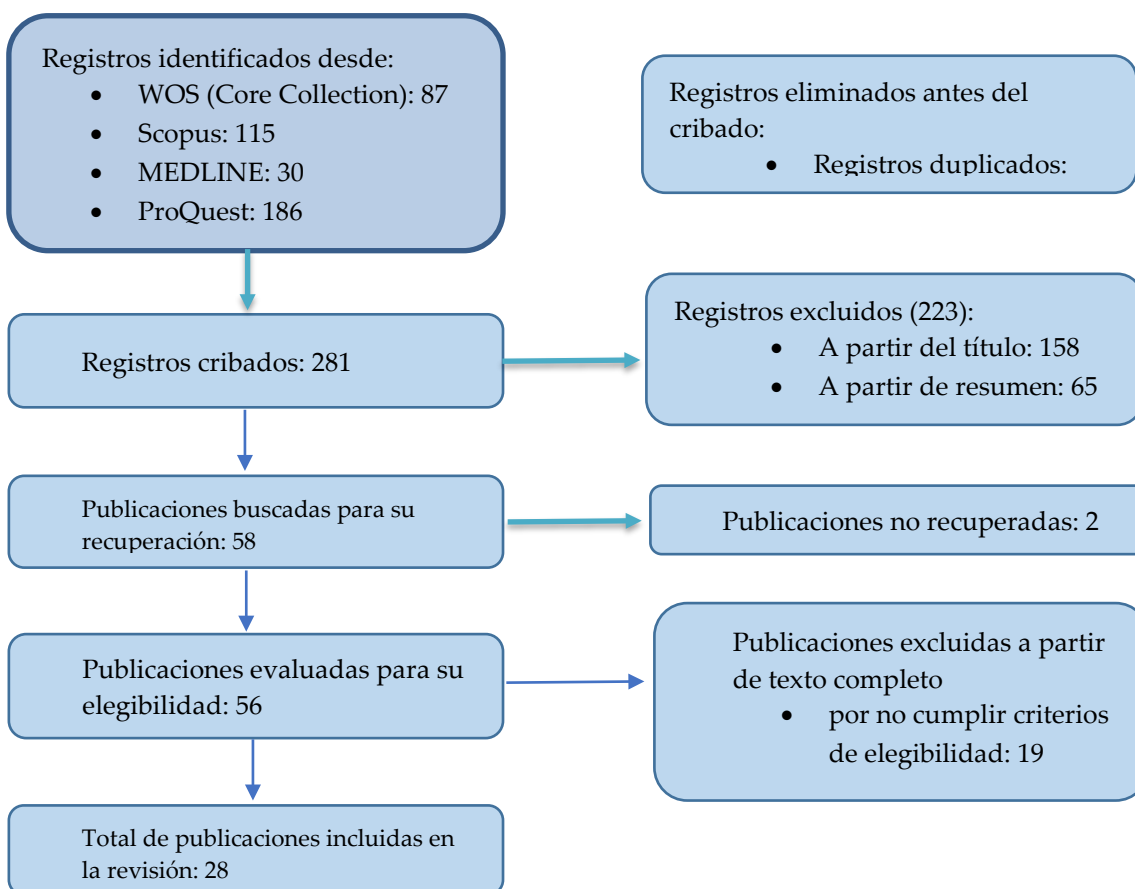 Registros identificados desde:
• WOS (Core Collection): 87
• Scopus: 115
• MEDLINE: 30
• ProQuest: 186
Registros eliminados antes del
cribado:
• Registros duplicados:
Registros cribados: 281
Registros excluidos (223):
• A partir del título: 158
• A partir de resumen: 65
Publicaciones buscadas para su
recuperación: 58
Publicaciones no recuperadas: 2
Publicaciones evaluadas para su
elegibilidad: 56
Publicaciones excluidas a partir
de texto completo
• por no cumplir criterios
de elegibilidad: 19
Total de publicaciones incluidas en
la revisión: 28